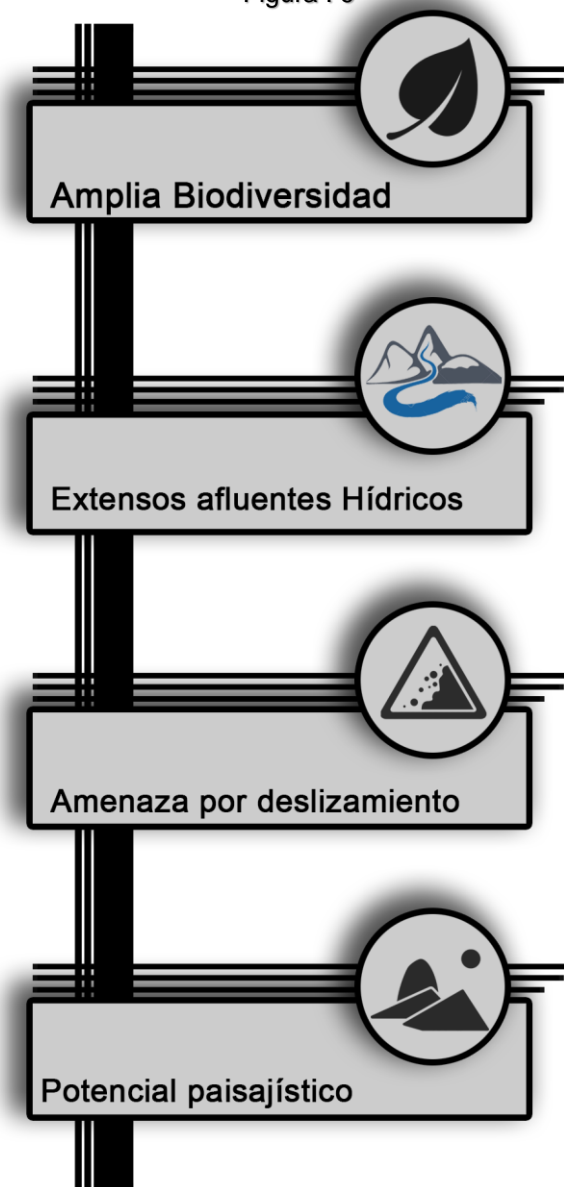 Amplia Biodiversidad
Extensos afluentes Hídricos
Amenaza por deslizamiento
Potencial paisajístico